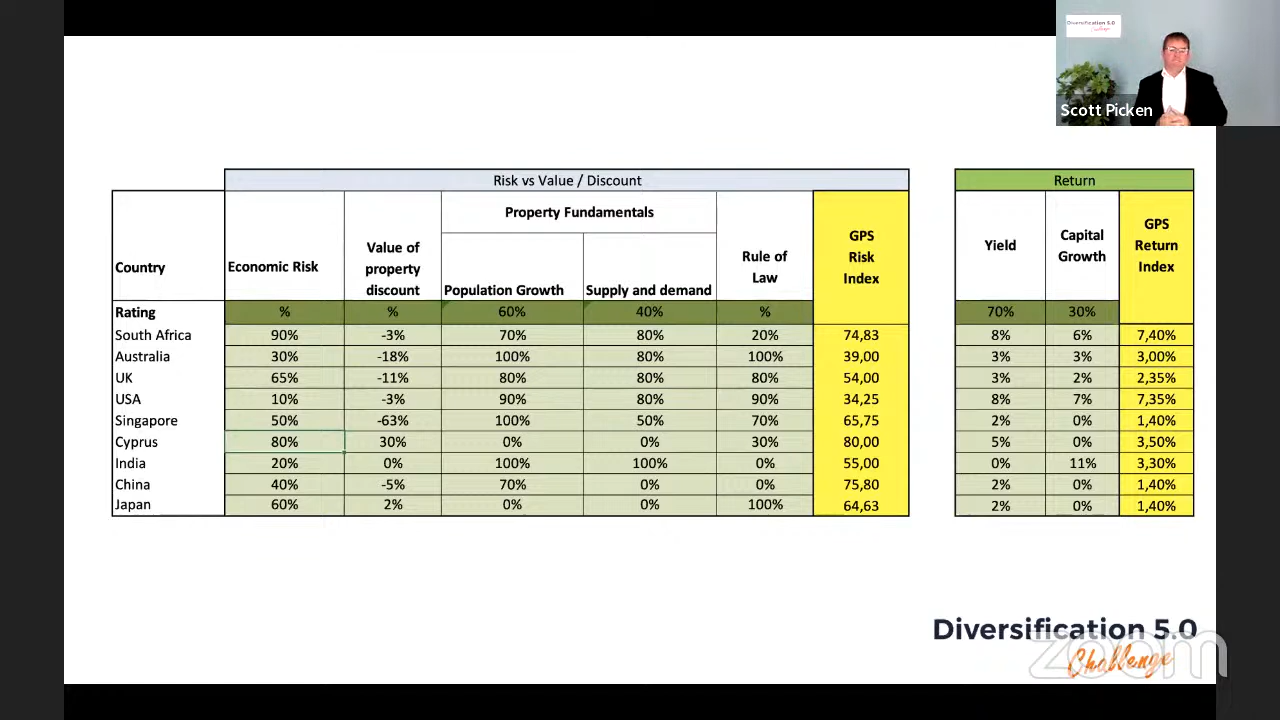 Diversification 5.0
Challenge
Scott Picken
Risk vs Value / Discount
Return
Country
Economic Risk
Value of property discount
Property Fundamentals
Population Growth
Supply and demand
Rule of Law
GPS Risk Index
Yield
Capital Growth
GPS Return Index
Rating % % 60% 40% % 70% 30%
South Africa 90% -3% 70% 80% 20% 74,83 8% 6% 7,40%
Australia 30% -18% 100% 80% 100% 39,00 3% 3% 3,00%
UK 65% -11% 80% 80% 80% 54,00 3% 2% 2,35%
USA 10% -3% 90% 80% 90% 34,25 8% 7% 7,35%
Singapore 50% -63% 100% 50% 70% 65,75 2% 0% 1,40%
Cyprus 80% 30% 0% 0% 30% 80,00 5% 0% 3,50%
India 20% 0% 100% 100% 0% 55,00 0% 11% 3,30%
China 40% -5% 70% 0% 0% 75,80 2% 0% 1,40%
Japan 60% 2% 0% 0% 100% 64,63 2% 0% 1,40%
Diversification 5.0
Challenge
zoom